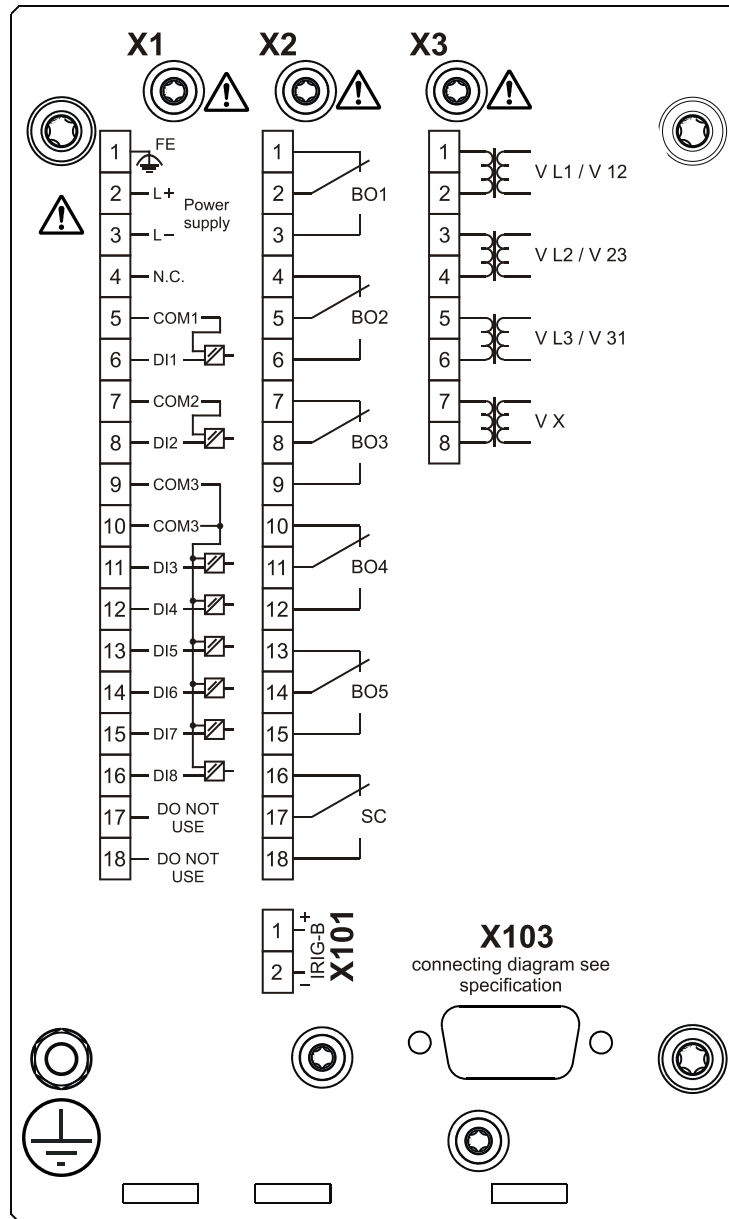 X1 X2 X3
1 FE
2 L+
Power
supply
3 L−
4 N.C.
5 COM1
6 DI1
7 COM2
8 DI2
9 COM3
10 COM3
11 DI3
12 DI4
13 DI5
14 DI6
15 DI7
16 DI8
17 DO NOT
USE
18 DO NOT
USE
1
2 BO1
3
4
5 BO2
6
7
8 BO3
9
10
11 BO4
12
13
14 BO5
15
16
17 SC
18
1
2
V L1 / V 12
3
4
V L2 / V 23
5
6
V L3 / V 31
7
8
V X
1 +
2 −
IRIG-B
X101
X103
connecting diagram see
specification